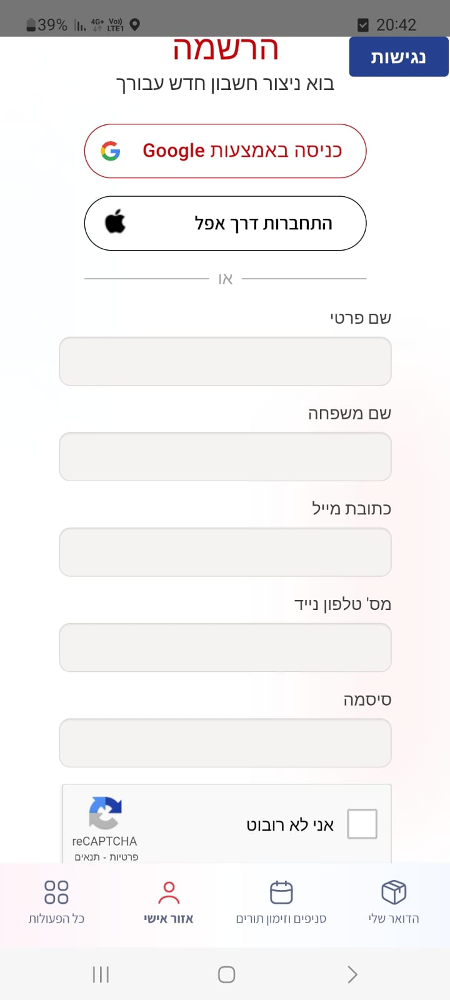 39% 4G+ Vo)) LTE1 20:42
נגישות
הרשמה
בוא ניצור חשבון חדש עבורך
כניסה באמצעות Google
התחברות דרך אפל
או
שם פרטי
שם משפחה
כתובת מייל
מס' טלפון נייד
סיסמה
אני לא רובוט
reCAPTCHA
פרטיות - תנאים
הדואר שלי
סניפים וזימון תורים
אזור אישי
כל הפעולות